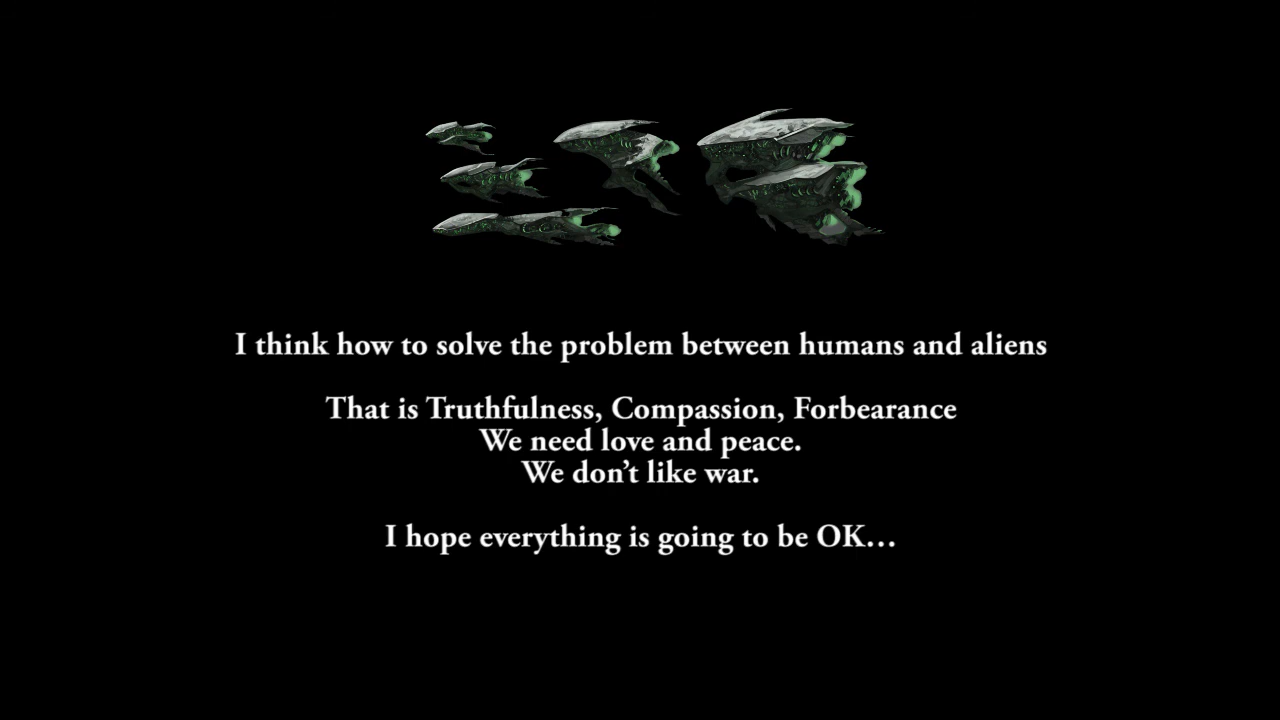 I think how to solve the problem between humans and aliens
That is Truthfulness, Compassion, Forbearance
We need love and peace.
We don’t like war.
I hope everything is going to be OK…